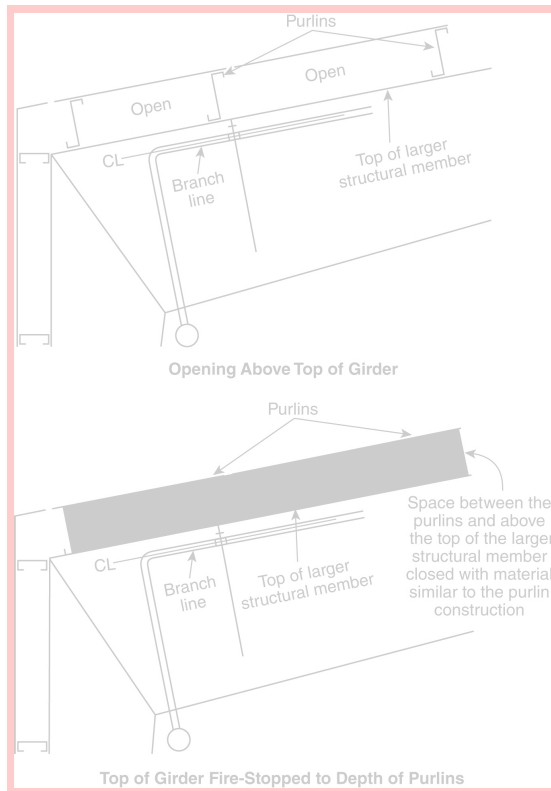 Purlins
Open
Open
CL
Branch
line
Top of larger
structural member
Opening Above Top of Girder
Purlins
Space between the
purlins and above
the top of the larger
structural member
closed with material
similar to the purlin
construction
CL
Branch
line
Top of larger
structural member
Top of Girder Fire-Stopped to Depth of Purlins